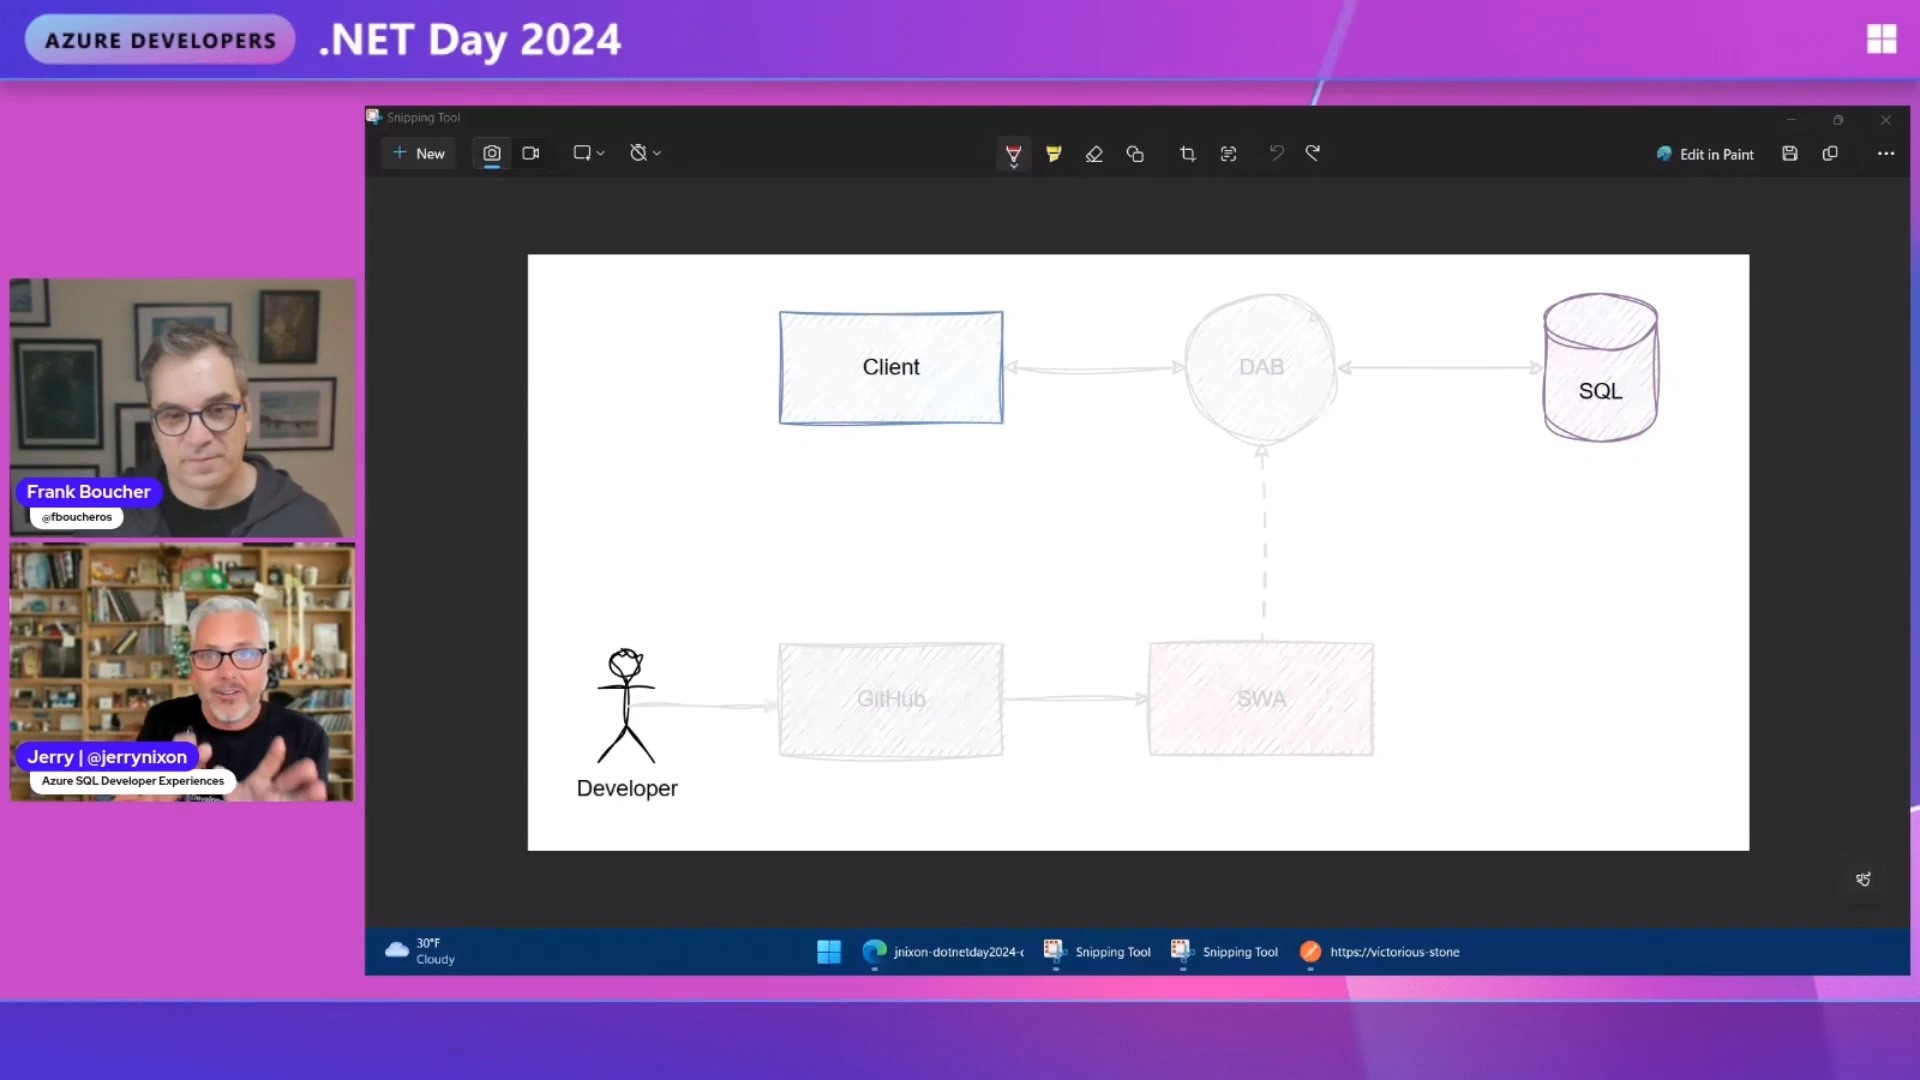 AZURE DEVELOPERS
.NET Day 2024
Snipping Tool
New
Edit in Paint
Client
DAB
SQL
GitHub
SWA
Developer
Frank Boucher
@fboucheros
Jerry | @jerrynixon
Azure SQL Developer Experiences
30°F
Cloudy
jnixon-dotnetday2024-
Snipping Tool
Snipping Tool
https://victorious-stone